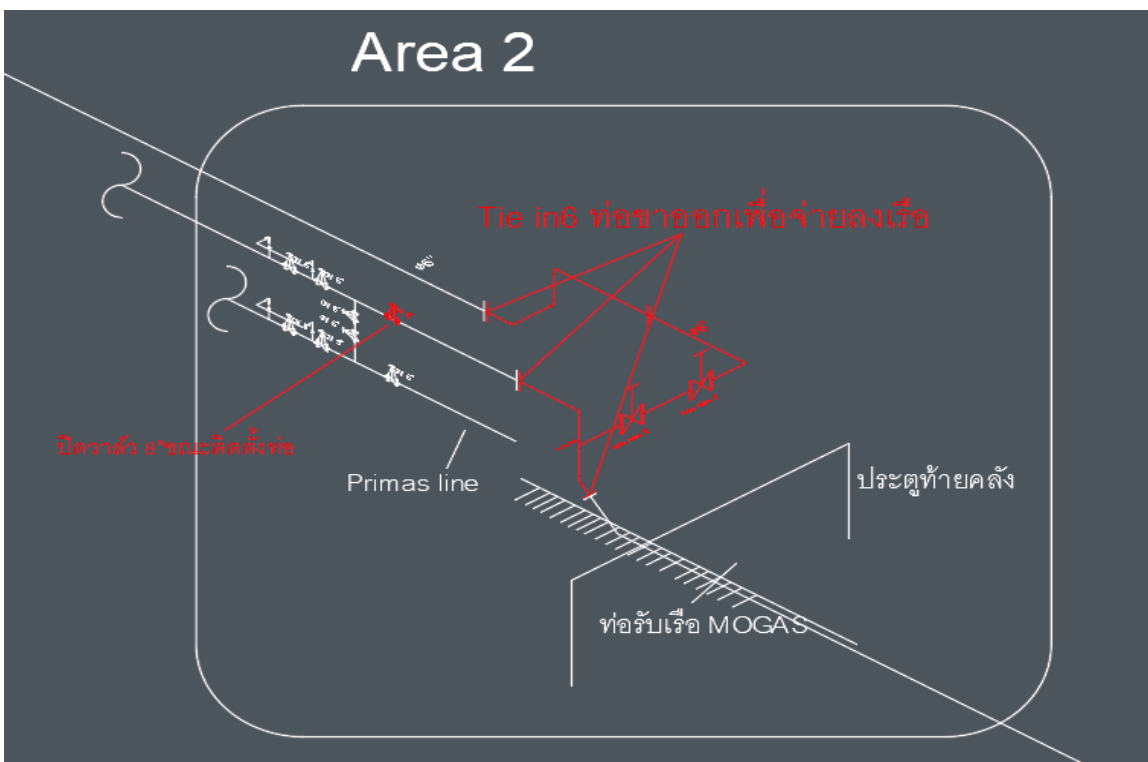 Area 2
Tie in6 ท่อขาออกเพื่อจ่ายลงเรือ
ปิดวาล์ว 8"ขณะติดตั้งท่อ
Primas line
ประตูท้ายคลัง
ท่อรับเรือ MOGAS